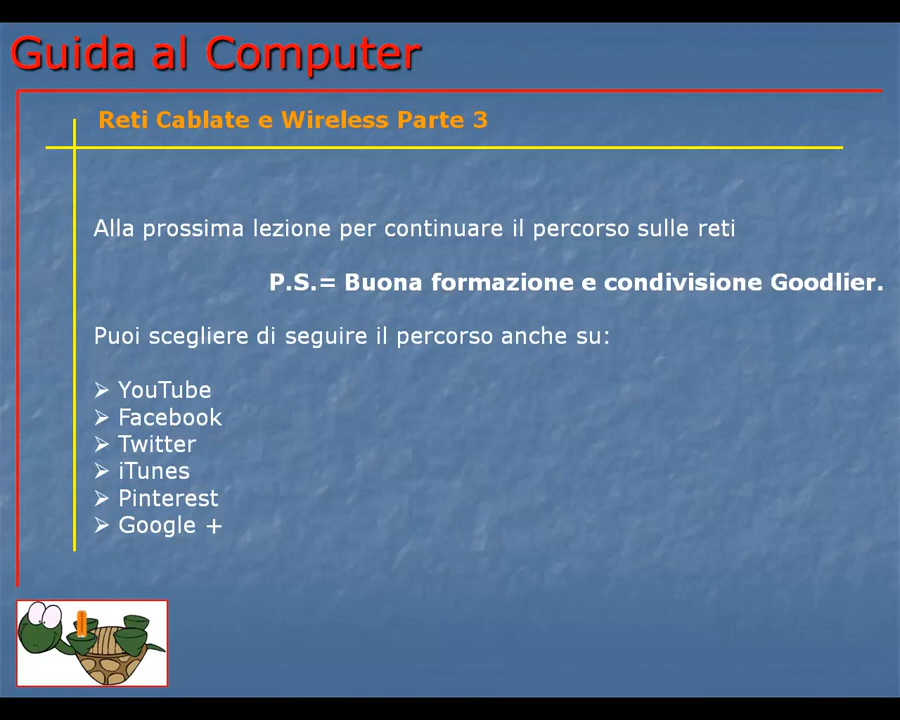 Guida al Computer
Reti Cablate e Wireless Parte 3
Alla prossima lezione per continuare il percorso sulle reti
P.S.= Buona formazione e condivisione Goodlier.
Puoi scegliere di seguire il percorso anche su:
➢ YouTube
➢ Facebook
➢ Twitter
➢ iTunes
➢ Pinterest
➢ Google +